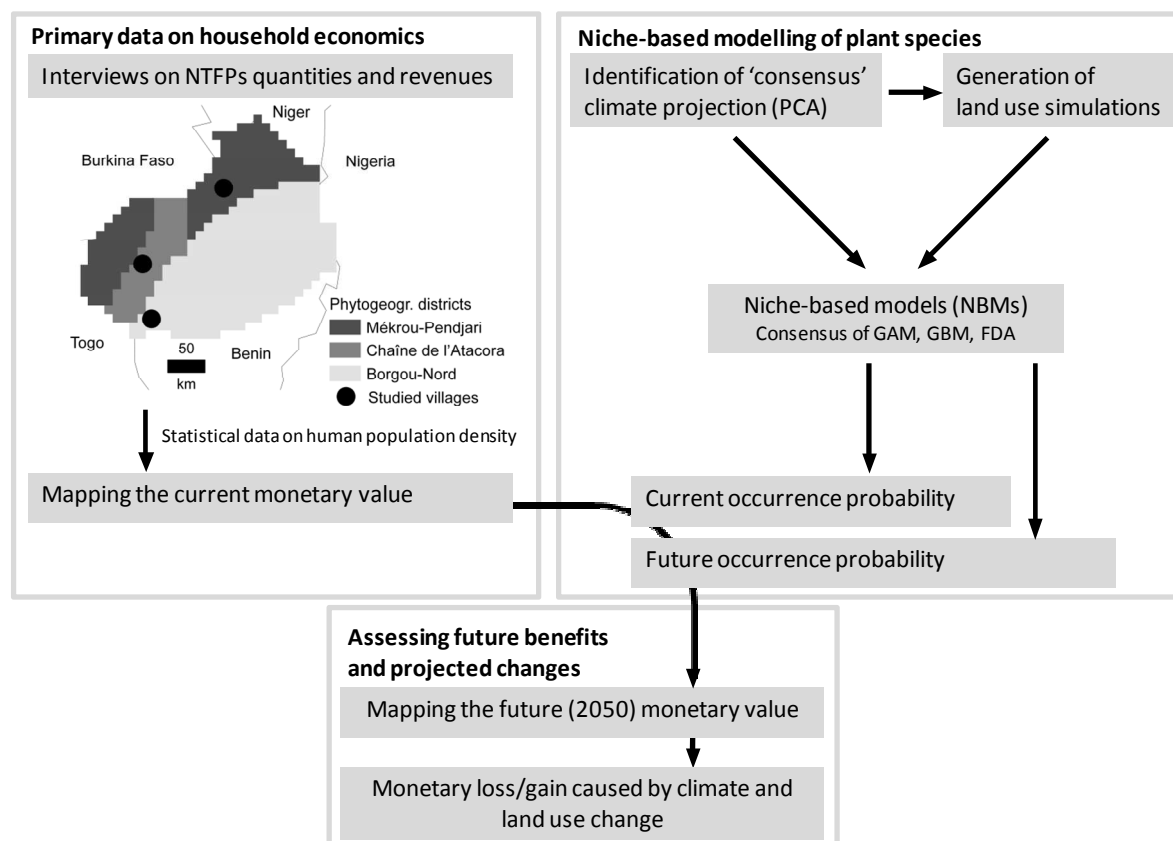 Primary data on household economics
Interviews on NTFPs quantities and revenues
Niger
Burkina Faso
Nigeria
Phytogeogr. districts
Mékrou-Pendjari
Chaîne de l'Atacora
Borgou-Nord
Studied villages
Togo
50
km
Benin
Statistical data on human population density
Mapping the current monetary value
Niche-based modelling of plant species
Identification of ‘consensus’
climate projection (PCA)
Generation of
land use simulations
Niche-based models (NBMs)
Consensus of GAM, GBM, FDA
Current occurrence probability
Future occurrence probability
Assessing future benefits
and projected changes
Mapping the future (2050) monetary value
Monetary loss/gain caused by climate and
land use change